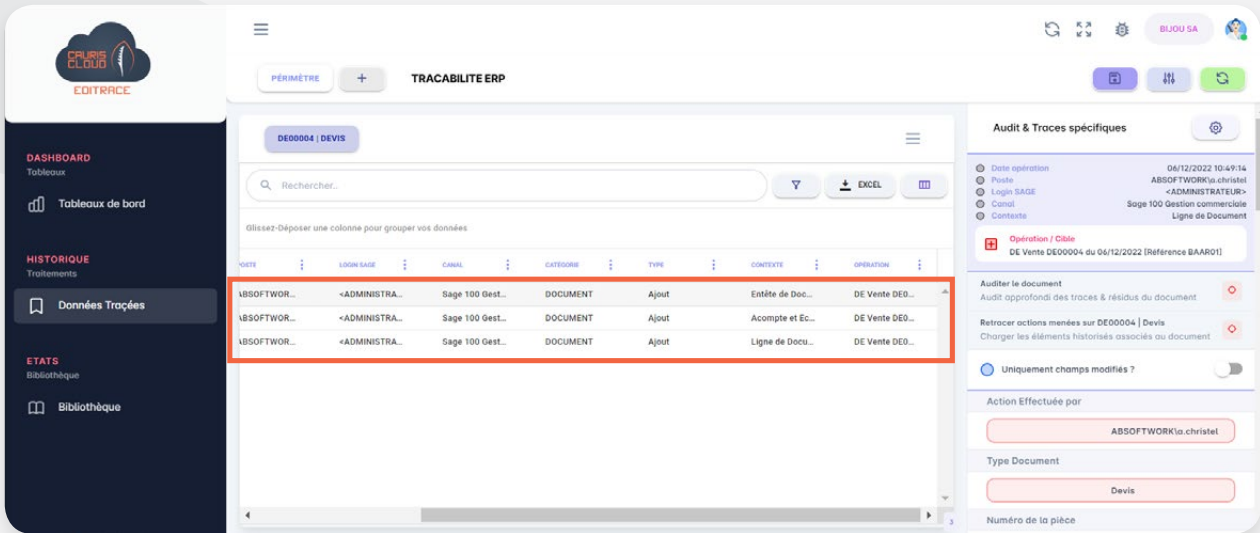 CAURIS
CLOUD
EDITRACE
BIJOU SA
PÉRIMÈTRE
+
TRACABILITE ERP
DASHBOARD
Tableaux
Tableaux de bord
HISTORIQUE
Traitements
Données Traçées
ETATS
Bibliothèque
Bibliothèque
DE00004 | DEVIS
Rechercher..
EXCEL
Glissez-Déposer une colonne pour grouper vos données
POSTE LOGIN SAGE CANAL CATÉGORIE TYPE CONTEXTE OPÉRATION
ABSOFTWOR... <ADMINISTRA... Sage 100 Gest... DOCUMENT Ajout Entête de Doc... DE Vente DE0...
ABSOFTWOR... <ADMINISTRA... Sage 100 Gest... DOCUMENT Ajout Acompte et Ec... DE Vente DE0...
ABSOFTWOR... <ADMINISTRA... Sage 100 Gest... DOCUMENT Ajout Ligne de Docu... DE Vente DE0...
3
Audit & Traces spécifiques
Date opération 06/12/2022 10:49:14
Poste ABSOFTWORK\a.christel
Login SAGE <ADMINISTRATEUR>
Canal Sage 100 Gestion commerciale
Contexte Ligne de Document
Opération / Cible
DE Vente DE00004 du 06/12/2022 [Référence BAAR01]
Auditer le document
Audit approfondi des traces & résidus du document
Retracer actions menées sur DE00004 | Devis
Charger les éléments historisés associés au document
Uniquement champs modifiés ?
Action Effectuée par
ABSOFTWORK\a.christel
Type Document
Devis
Numéro de la pièce